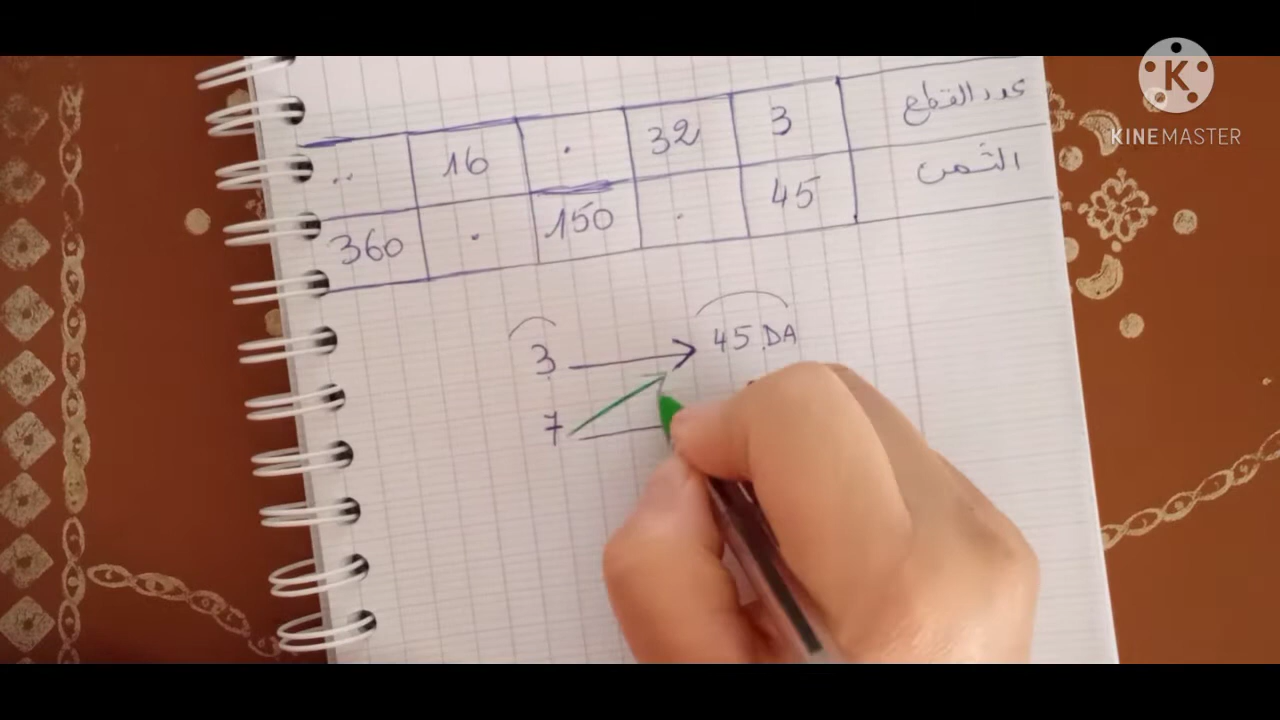 عدد القطع 3 32 . 16 ..
الثمن 45 . 150 . 360
3 → 45 DA
7
K
KINEMASTER